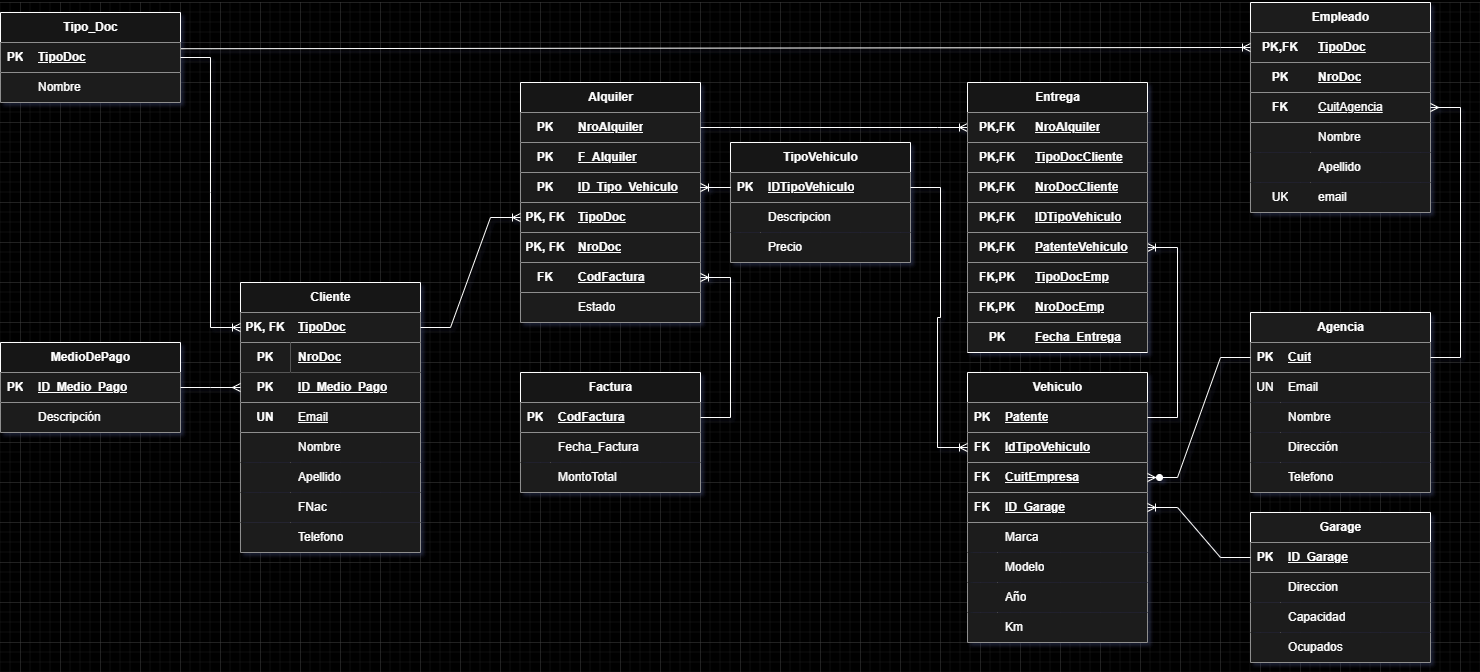 Tipo_Doc
PK TipoDoc
Nombre
MedioDePago
PK ID_Medio_Pago
Descripción
Cliente
PK, FK TipoDoc
PK NroDoc
PK ID_Medio_Pago
UN Email
Nombre
Apellido
FNac
Telefono
Alquiler
PK NroAlquiler
PK F_Alquiler
PK ID_Tipo_Vehiculo
PK, FK TipoDoc
PK, FK NroDoc
FK CodFactura
Estado
Factura
PK CodFactura
Fecha_Factura
MontoTotal
TipoVehiculo
PK IDTipoVehiculo
Descripcion
Precio
Entrega
PK,FK NroAlquiler
PK,FK TipoDocCliente
PK,FK NroDocCliente
PK,FK IDTipoVehiculo
PK,FK PatenteVehiculo
FK,PK TipoDocEmp
FK,PK NroDocEmp
PK Fecha_Entrega
Vehiculo
PK Patente
FK IdTipoVehiculo
FK CuitEmpresa
FK ID_Garage
Marca
Modelo
Año
Km
Empleado
PK,FK TipoDoc
PK NroDoc
FK CuitAgencia
Nombre
Apellido
UK email
Agencia
PK Cuit
UN Email
Nombre
Dirección
Telefono
Garage
PK ID_Garage
Direccion
Capacidad
Ocupados